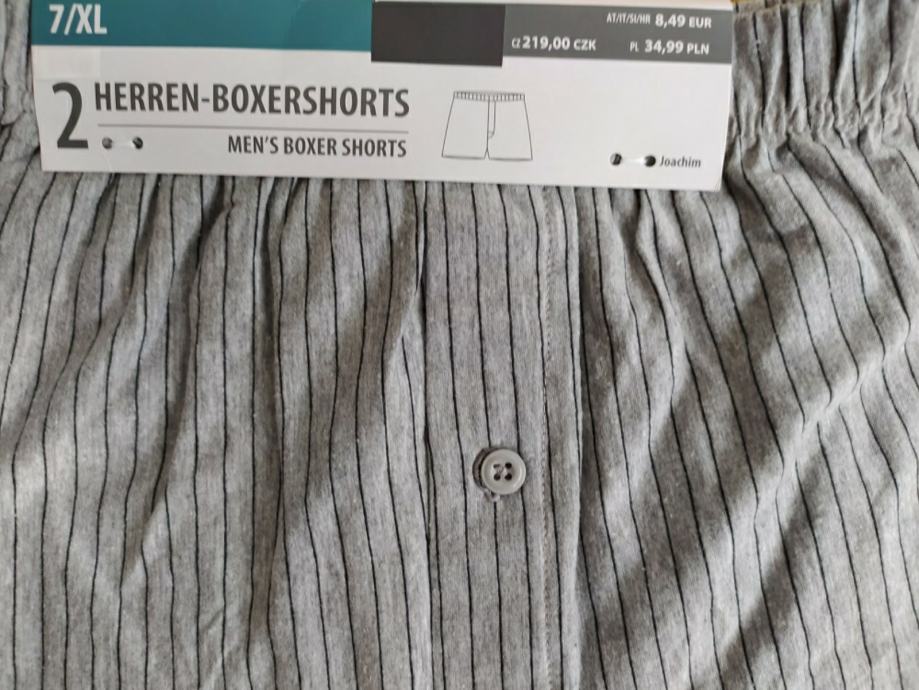 7/XL
AT/IT/SI/HR 8,49 EUR
CZ 219,00 CZK PL 34,99 PLN
2 HERREN-BOXERSHORTS
MEN'S BOXER SHORTS
Joachim